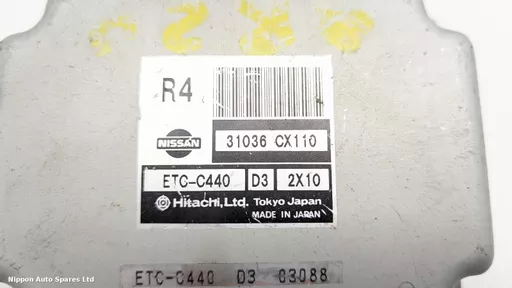 R4
NISSAN
31036 CX110
ETC-C440 D3 2X10
Hitachi, Ltd. Tokyo Japan
MADE IN JAPAN
ETC-C440 D3 03088
Nippon Auto Spares Ltd